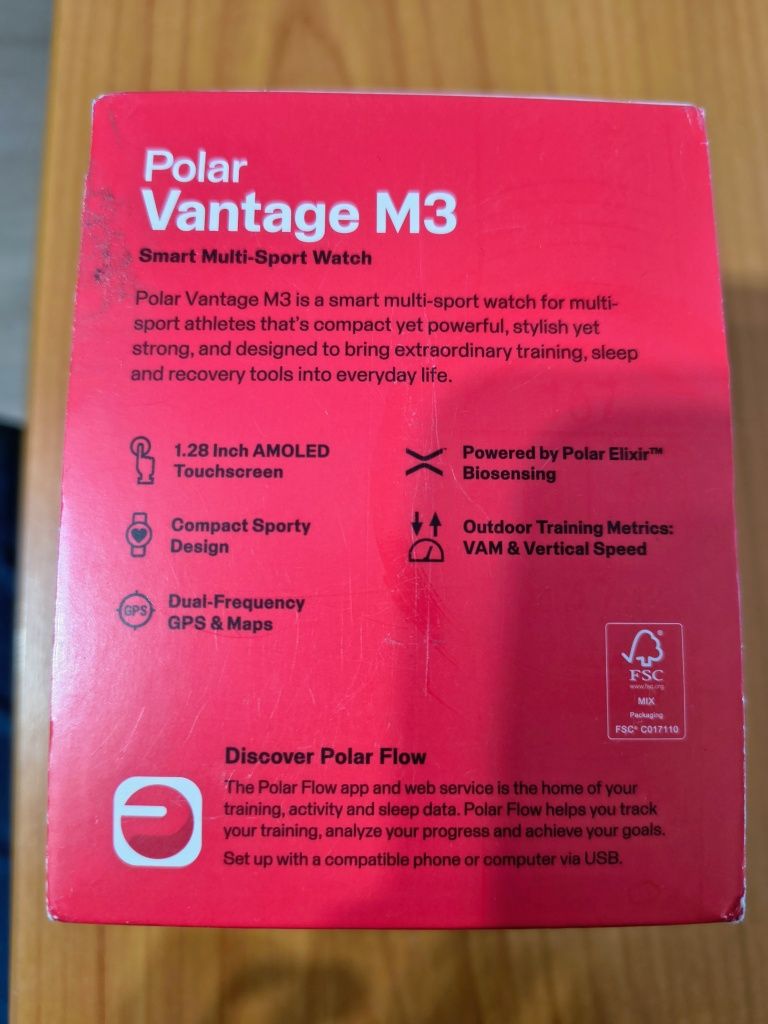 Polar
Vantage M3
Smart Multi-Sport Watch
Polar Vantage M3 is a smart multi-sport watch for multi-
sport athletes that's compact yet powerful, stylish yet
strong, and designed to bring extraordinary training, sleep
and recovery tools into everyday life.
1.28 Inch AMOLED
Touchscreen
Powered by Polar Elixir™
Biosensing
Compact Sporty
Design
Outdoor Training Metrics:
VAM & Vertical Speed
GPS
Dual-Frequency
GPS & Maps
FSC
www.fsc.org
MIX
Packaging
FSC® C017110
Discover Polar Flow
The Polar Flow app and web service is the home of your
training, activity and sleep data. Polar Flow helps you track
your training, analyze your progress and achieve your goals.
Set up with a compatible phone or computer via USB.